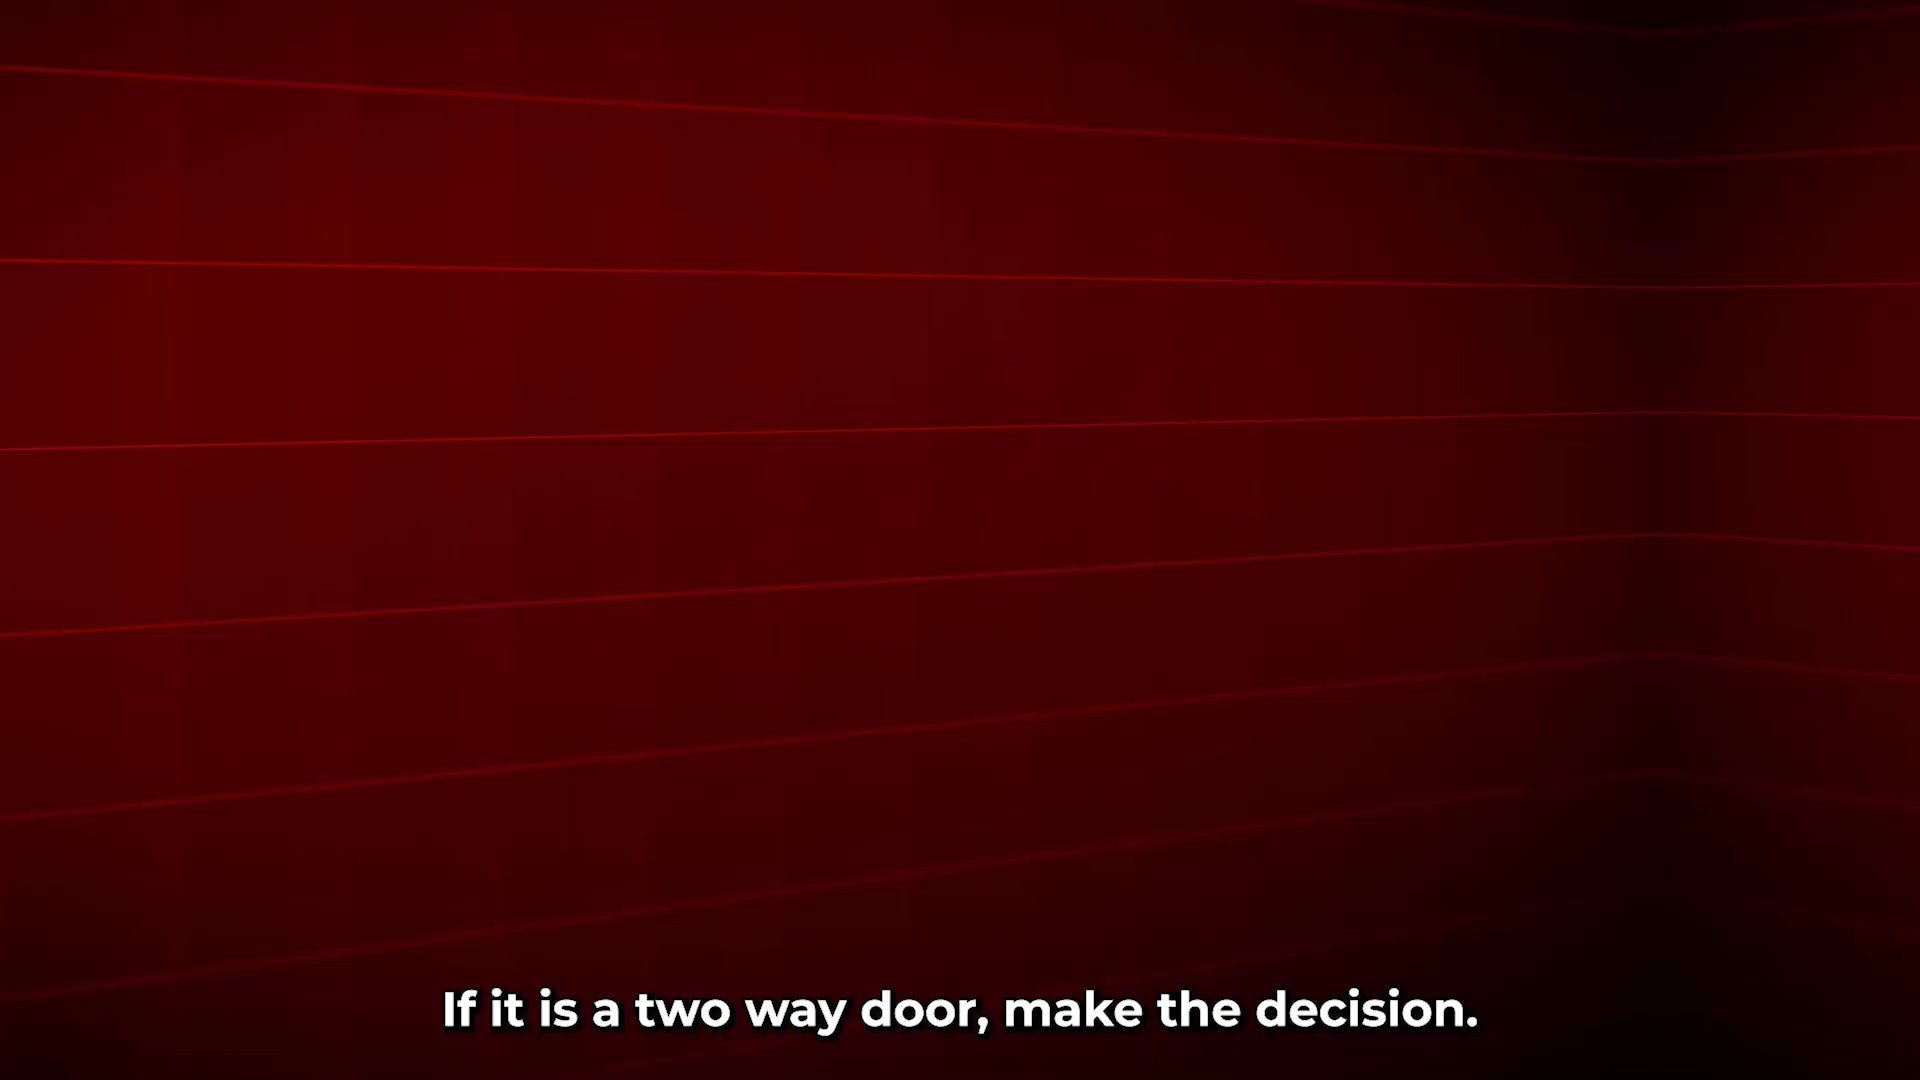 If it is a two way door, make the decision.